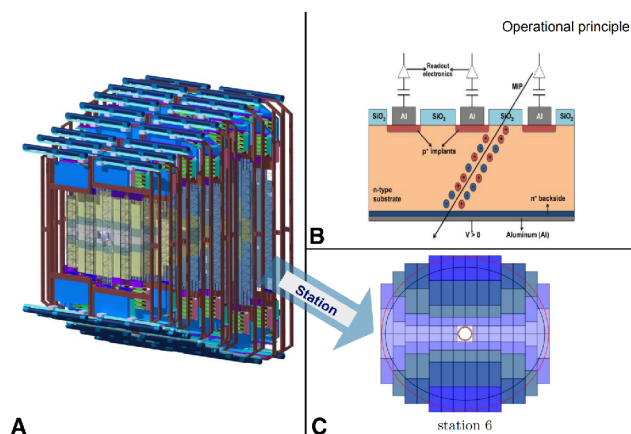 Operational principle
Readout
electronics
MIP
SiO₂ Al SiO₂ Al SiO₂ Al SiO₂
p⁺ implants
n-type
substrate
n⁺ backside
V > 0
Aluminum (Al)
B
Station
A
C
station 6